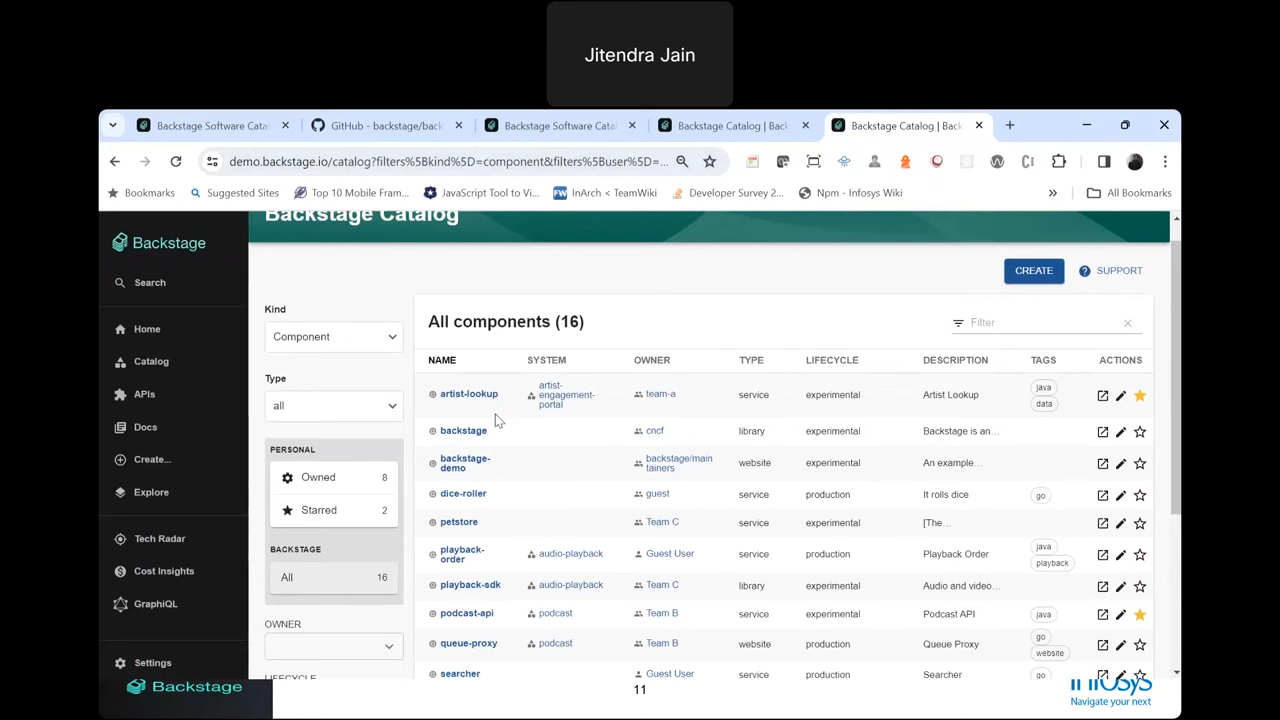 Jitendra Jain
Backstage Software Cata
GitHub - backstage/back
Backstage Software Cata
Backstage Catalog | Back
Backstage Catalog | Back
demo.backstage.io/catalog?filters%5Bkind%5D=component&filters%5Buser%5D=...
Bookmarks
Suggested Sites
Top 10 Mobile Fram...
JavaScript Tool to Vi...
InArch < TeamWiki
Developer Survey 2...
Npm - Infosys Wiki
All Bookmarks
Backstage Catalog
Backstage
Search
Home
Catalog
APIs
Docs
Create...
Explore
Tech Radar
Cost Insights
GraphiQL
Settings
Backstage
CREATE
SUPPORT
Kind
Component
Type
all
PERSONAL
Owned 8
Starred 2
BACKSTAGE
All 16
OWNER
LIFECYCLE
All components (16)
Filter
NAME SYSTEM OWNER TYPE LIFECYCLE DESCRIPTION TAGS ACTIONS
artist-lookup artist-engagement-portal team-a service experimental Artist Lookup java data
backstage cncf library experimental Backstage is an...
backstage-demo backstage/maintainers website experimental An example...
dice-roller guest service production It rolls dice go
petstore Team C service experimental [The...
playback-order audio-playback Guest User service production Playback Order java playback
playback-sdk audio-playback Team C library experimental Audio and video...
podcast-api podcast Team B service experimental Podcast API java
queue-proxy podcast Team B website production Queue Proxy go website
searcher Guest User service production Searcher go
11
Infosys
Navigate your next